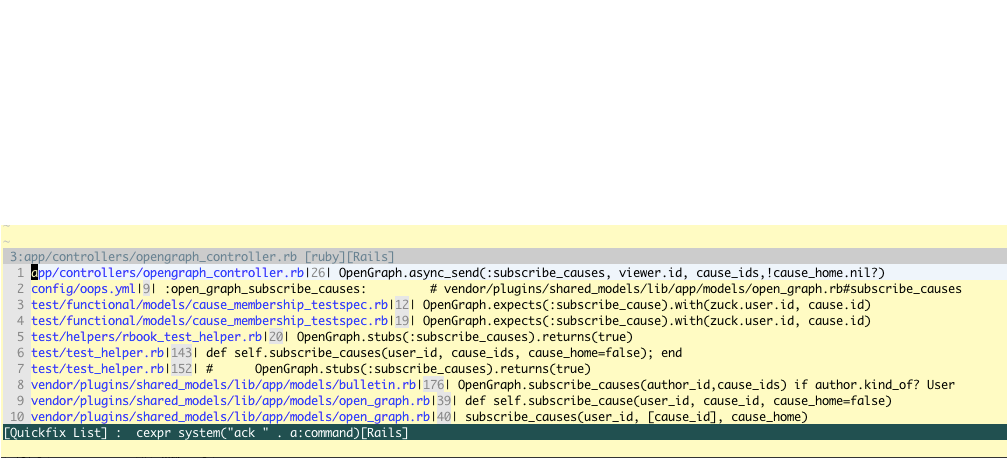 ~
~
3:app/controllers/opengraph_controller.rb [ruby][Rails]
1 app/controllers/opengraph_controller.rb|26| OpenGraph.async_send(:subscribe_causes, viewer.id, cause_ids,!cause_home.nil?)
2 config/oops.yml|9| :open_graph_subscribe_causes:         # vendor/plugins/shared_models/lib/app/models/open_graph.rb#subscribe_causes
3 test/functional/models/cause_membership_testspec.rb|12| OpenGraph.expects(:subscribe_cause).with(zuck.user.id, cause.id)
4 test/functional/models/cause_membership_testspec.rb|19| OpenGraph.expects(:subscribe_cause).with(zuck.user.id, cause.id)
5 test/helpers/rbook_test_helper.rb|20| OpenGraph.stubs(:subscribe_causes).returns(true)
6 test/test_helper.rb|143| def self.subscribe_causes(user_id, cause_ids, cause_home=false); end
7 test/test_helper.rb|152| #     OpenGraph.stubs(:subscribe_causes).returns(true)
8 vendor/plugins/shared_models/lib/app/models/bulletin.rb|176| OpenGraph.subscribe_causes(author_id,cause_ids) if author.kind_of? User
9 vendor/plugins/shared_models/lib/app/models/open_graph.rb|39| def self.subscribe_cause(user_id, cause_id, cause_home=false)
10 vendor/plugins/shared_models/lib/app/models/open_graph.rb|40| subscribe_causes(user_id, [cause_id], cause_home)
[Quickfix List] :  cexpr system("ack " . a:command)[Rails]